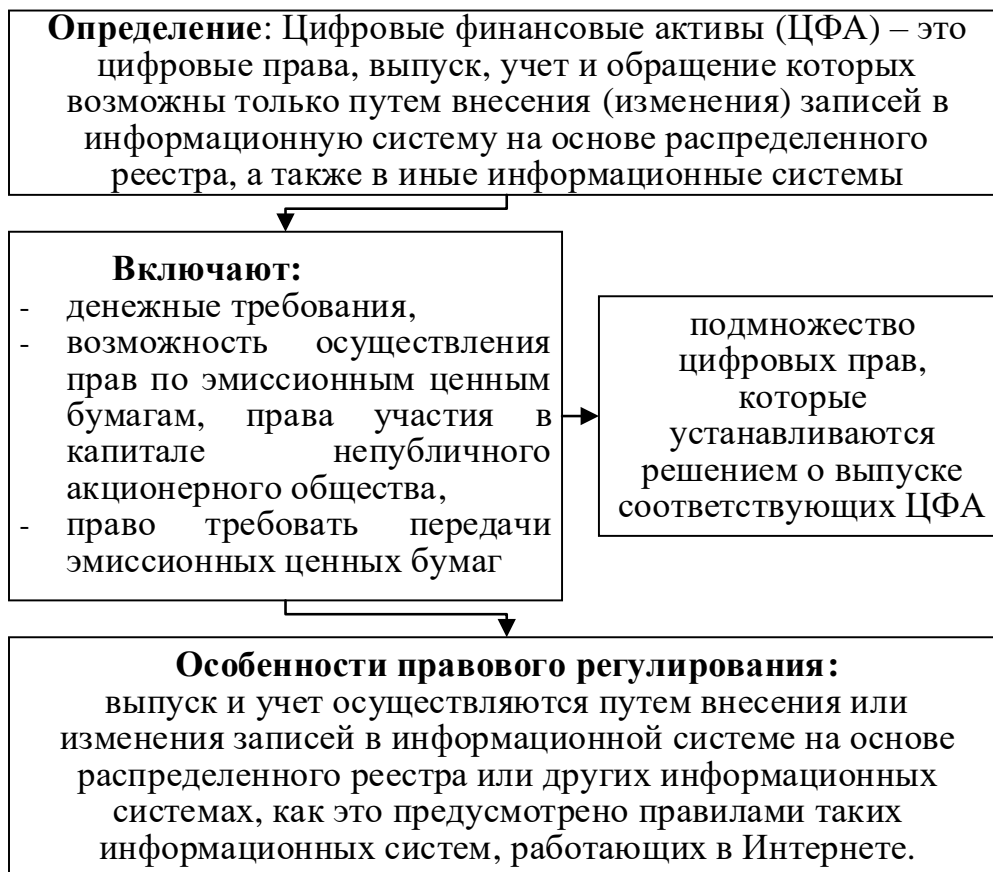 Определение: Цифровые финансовые активы (ЦФА) – это
цифровые права, выпуск, учет и обращение которых
возможны только путем внесения (изменения) записей в
информационную систему на основе распределенного
реестра, а также в иные информационные системы
Включают:
- денежные требования,
- возможность осуществления
прав по эмиссионным ценным
бумагам, права участия в
капитале непубличного
акционерного общества,
- право требовать передачи
эмиссионных ценных бумаг
подмножество
цифровых прав,
которые
устанавливаются
решением о выпуске
соответствующих ЦФА
Особенности правового регулирования:
выпуск и учет осуществляются путем внесения или
изменения записей в информационной системе на основе
распределенного реестра или других информационных
системах, как это предусмотрено правилами таких
информационных систем, работающих в Интернете.